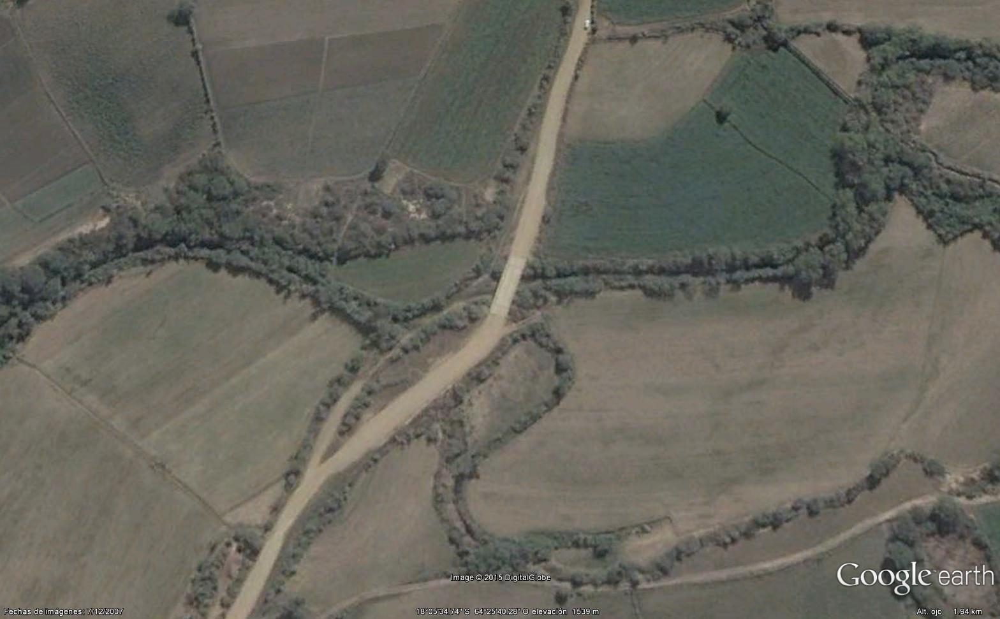 Image © 2015 DigitalGlobe
Google™ earth
Fechas de imágenes: 7/12/2007 18°05'34.74" S 64°25'40.28" O elevación 1539 m Alt. ojo 1.94 km